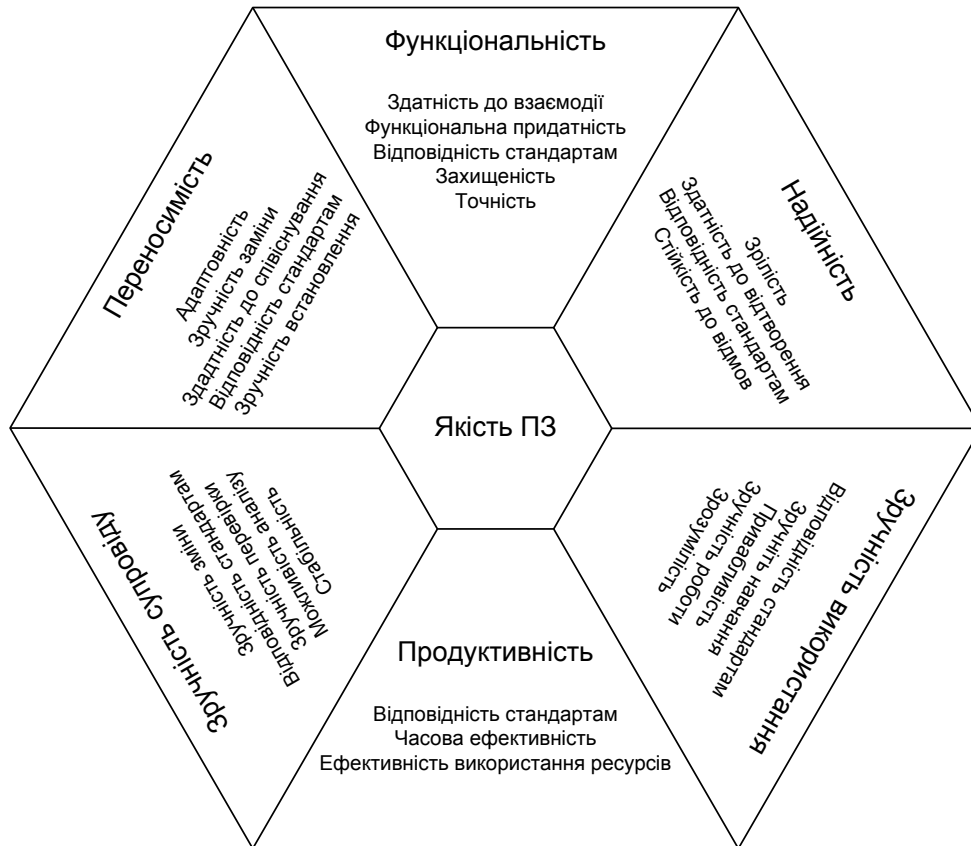 Функціональність
Здатність до взаємодії
Функціональна придатність
Відповідність стандартам
Захищеність
Точність
Надійність
Зрілість
Здатність до відтворення
Відповідність стандартам
Стійкість до відмов
Зручність використання
Відповідність стандартам
Зручніть навчання
Привабливість
Зручність роботи
Зрозумілість
Продуктивність
Відповідність стандартам
Часова ефективність
Ефективність використання ресурсів
Зручність супровіду
Зручність зміни
Відповідність стандартам
Зручність перевірки
Можливість аналізу
Стабільність
Переносимість
Адаптовність
Зручність заміни
Здадтність до співіснування
Відповідність стандартам
Зручність встановлення
Якість ПЗ